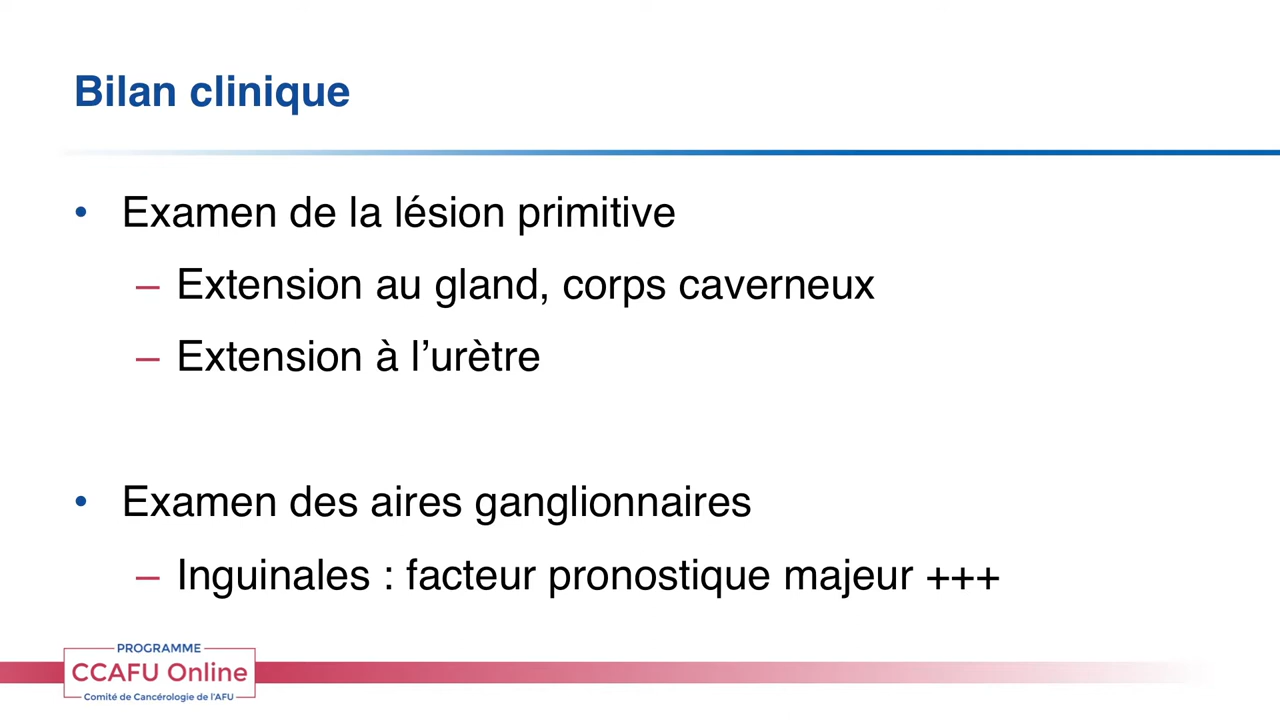 Bilan clinique
• Examen de la lésion primitive
– Extension au gland, corps caverneux
– Extension à l’urètre
• Examen des aires ganglionnaires
– Inguinales : facteur pronostique majeur +++
PROGRAMME
CCAFU Online
Comité de Cancérologie de l'AFU